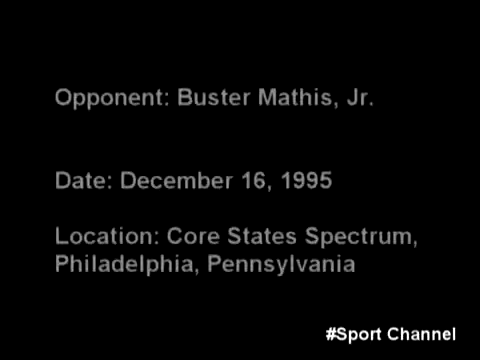 Opponent: Buster Mathis, Jr.
Date: December 16, 1995
Location: Core States Spectrum,
Philadelphia, Pennsylvania
#Sport Channel